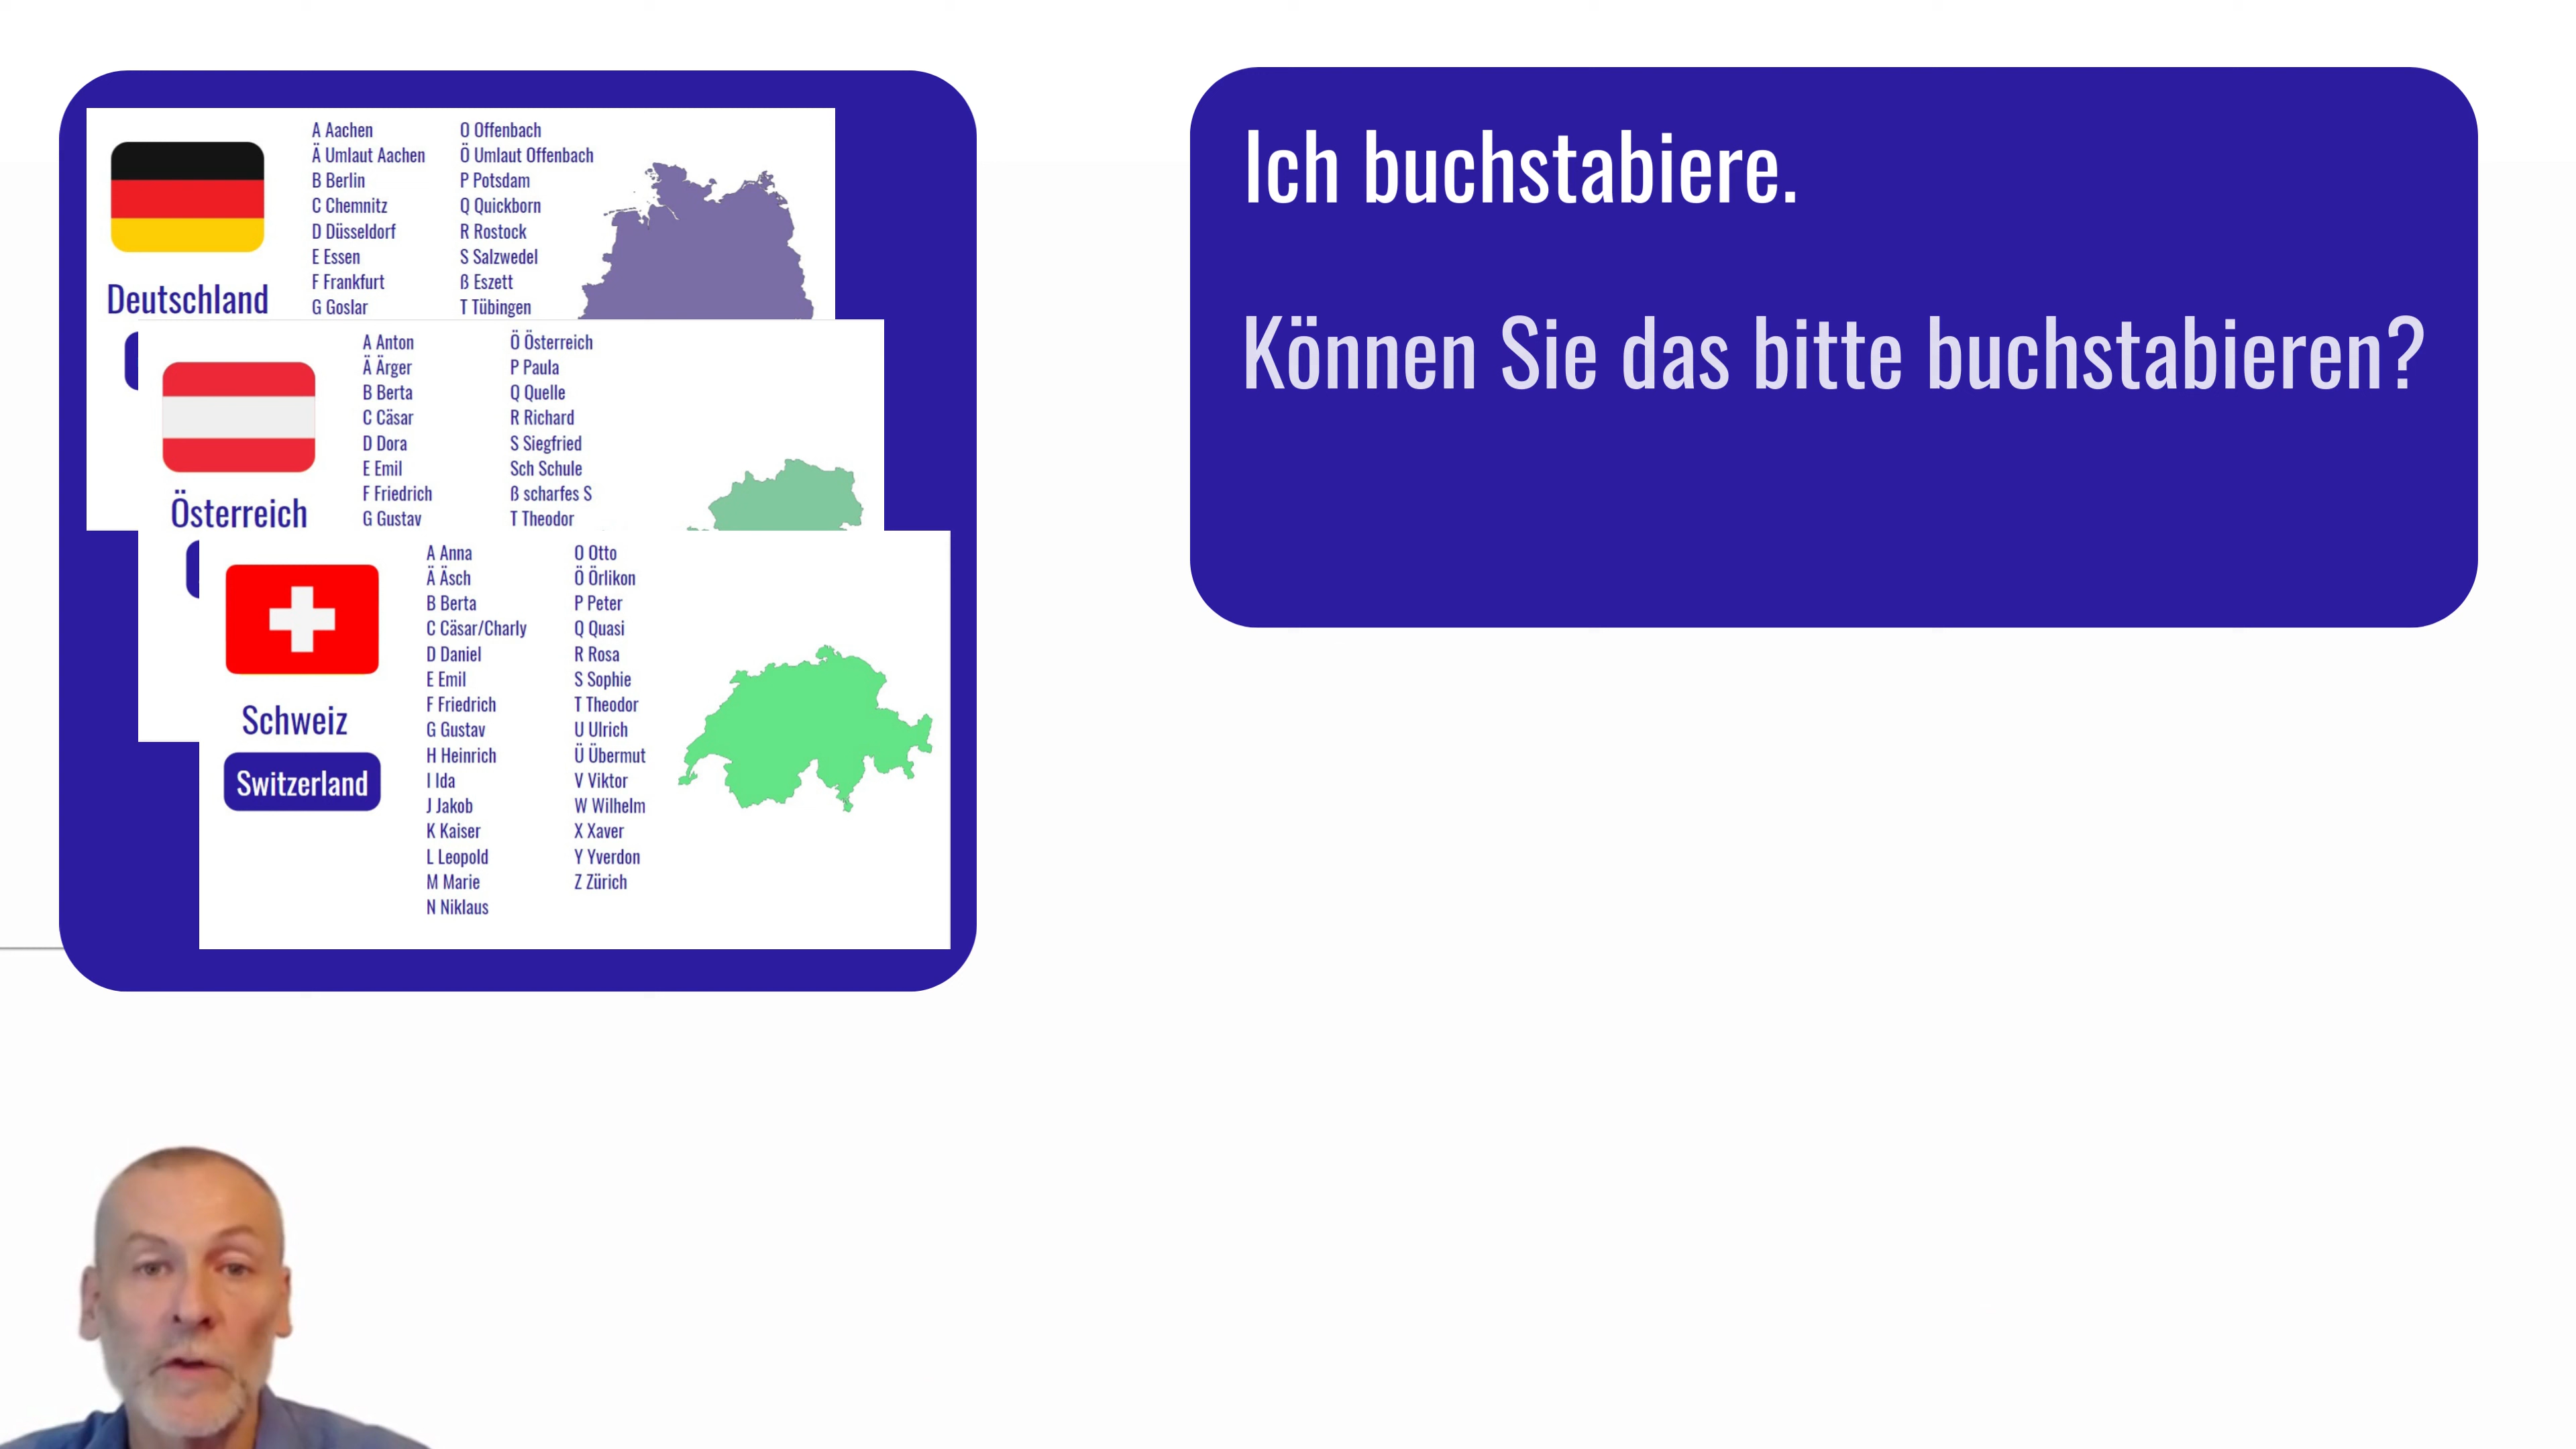 Deutschland
A Aachen
Ä Umlaut Aachen
B Berlin
C Chemnitz
D Düsseldorf
E Essen
F Frankfurt
G Goslar
O Offenbach
Ö Umlaut Offenbach
P Potsdam
Q Quickborn
R Rostock
S Salzwedel
ß Eszett
T Tübingen
Österreich
A Anton
Ä Ärger
B Berta
C Cäsar
D Dora
E Emil
F Friedrich
G Gustav
Ö Österreich
P Paula
Q Quelle
R Richard
S Siegfried
Sch Schule
ß scharfes S
T Theodor
Schweiz
Switzerland
A Anna
Ä Äsch
B Berta
C Cäsar/Charly
D Daniel
E Emil
F Friedrich
G Gustav
H Heinrich
I Ida
J Jakob
K Kaiser
L Leopold
M Marie
N Niklaus
O Otto
Ö Örlikon
P Peter
Q Quasi
R Rosa
S Sophie
T Theodor
U Ulrich
Ü Übermut
V Viktor
W Wilhelm
X Xaver
Y Yverdon
Z Zürich
Ich buchstabiere.
Können Sie das bitte buchstabieren?